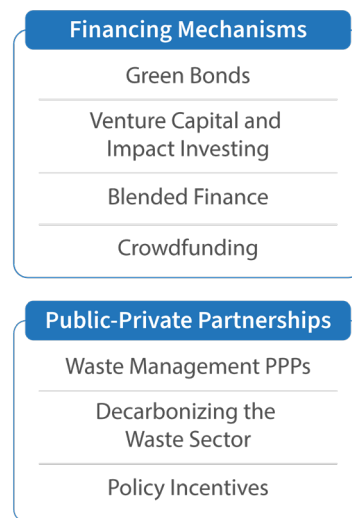 Financing Mechanisms
Green Bonds
Venture Capital and
Impact Investing
Blended Finance
Crowdfunding
Public-Private Partnerships
Waste Management PPPs
Decarbonizing the
Waste Sector
Policy Incentives